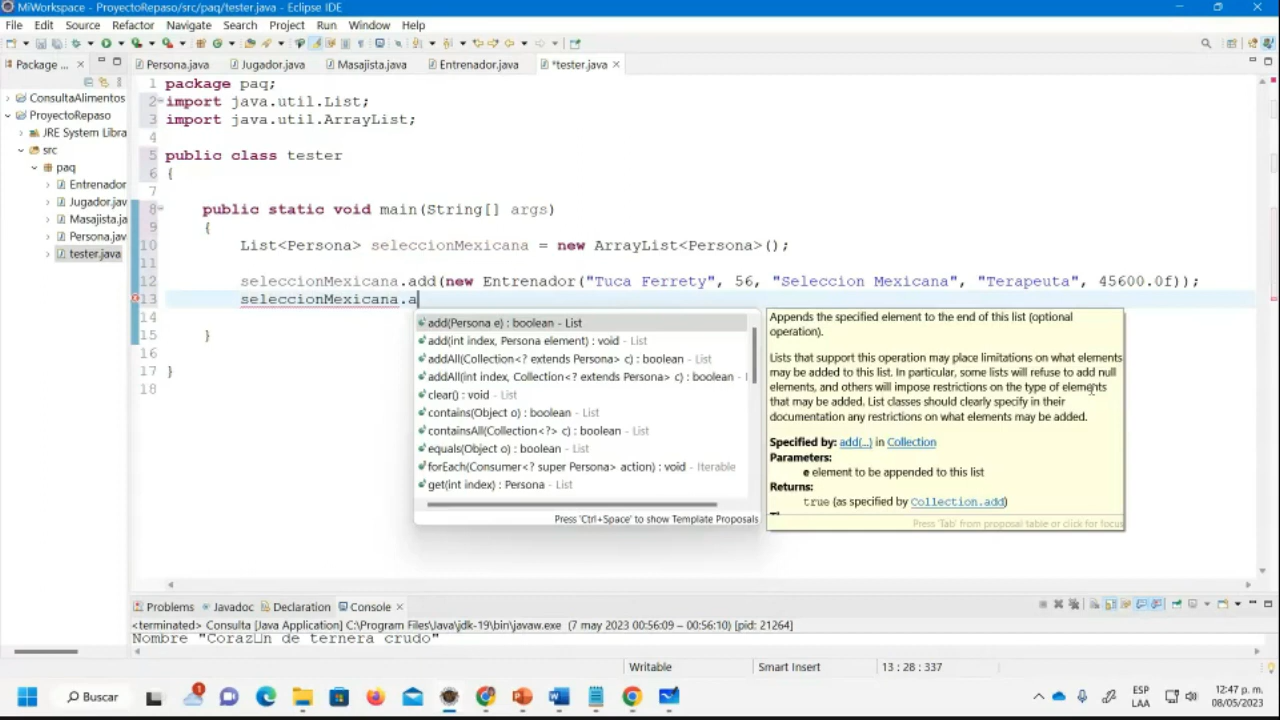 MiWorkspace - ProyectoRepaso/src/paq/tester.java - Eclipse IDE
File Edit Source Refactor Navigate Search Project Run Window Help
Package ...
Persona.java Jugador.java Masajista.java Entrenador.java *tester.java
ConsultaAlimentos
ProyectoRepaso
JRE System Libra
src
paq
Entrenador
Jugador.jav
Masajista.ja
Persona.jav
tester.java
1 package paq;
2 import java.util.List;
3 import java.util.ArrayList;
4
5 public class tester
6 {
7
8 public static void main(String[] args)
9 {
10 List<Persona> seleccionMexicana = new ArrayList<Persona>();
11
12 seleccionMexicana.add(new Entrenador("Tuca Ferrety", 56, "Seleccion Mexicana", "Terapeuta", 45600.0f));
13 seleccionMexicana.a
14
15 }
16
17 }
18
add(Persona e) : boolean - List
add(int index, Persona element) : void - List
addAll(Collection<? extends Persona> c) : boolean - List
addAll(int index, Collection<? extends Persona> c) : boolean - l
clear() : void - List
contains(Object o) : boolean - List
containsAll(Collection<?> c) : boolean - List
equals(Object o) : boolean - List
forEach(Consumer<? super Persona> action) : void - Iterable
get(int index) : Persona - List
Press 'Ctrl+Space' to show Template Proposals
Appends the specified element to the end of this list (optional
operation).
Lists that support this operation may place limitations on what elements
may be added to this list. In particular, some lists will refuse to add null
elements, and others will impose restrictions on the type of elements
that may be added. List classes should clearly specify in their
documentation any restrictions on what elements may be added.
Specified by: add(...) in Collection
Parameters:
e element to be appended to this list
Returns:
true (as specified by Collection.add)
Press 'Tab' from proposal table or click for focus
Problems Javadoc Declaration Console
<terminated> Consulta [Java Application] C:\Program Files\Java\jdk-19\bin\javaw.exe (7 may 2023 00:56:09 – 00:56:10) [pid: 21264]
Nombre "Coraz□n de ternera crudo"
Writable Smart Insert 13 : 28 : 337
Buscar
1
ESP
LAA
12:47 p. m.
08/05/2023